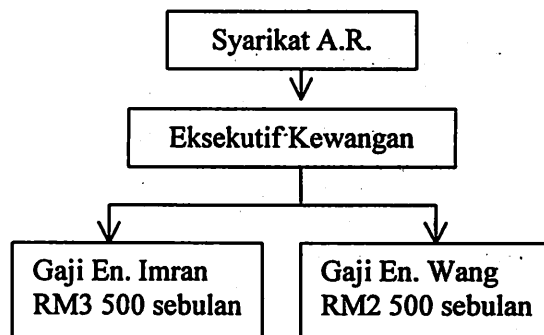 Syarikat A.R.
Eksekutif Kewangan
Gaji En. Imran
RM3 500 sebulan
Gaji En. Wang
RM2 500 sebulan